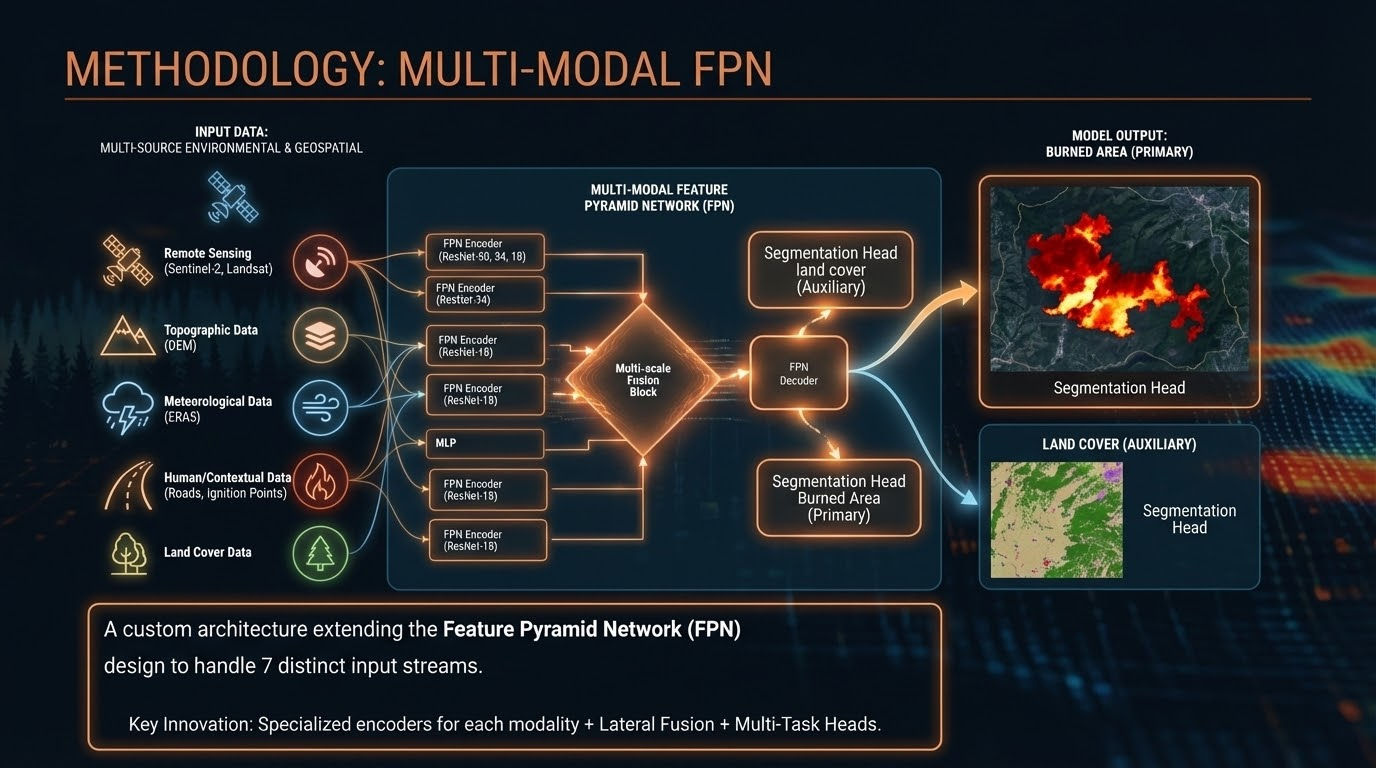 METHODOLOGY: MULTI-MODAL FPN
INPUT DATA:
MULTI-SOURCE ENVIRONMENTAL & GEOSPATIAL
Remote Sensing
(Sentinel-2, Landsat)
Topographic Data
(DEM)
Meteorological Data
(ERAS)
Human/Contextual Data
(Roads, Ignition Points)
Land Cover Data
MULTI-MODAL FEATURE
PYRAMID NETWORK (FPN)
FPN Encoder
(ResNet-50, 34, 18)
FPN Encoder
(Restter-34)
FPN Encoder
(ResNet-18)
FPN Encoder
(ResNet-18)
MLP
FPN Encoder
(ResNet-18)
FPN Encoder
(ResNet-18)
Multi-scale
Fusion
Block
Segmentation Head
land cover
(Auxiliary)
FPN
Decoder
Segmentation Head
Burned Area
(Primary)
MODEL OUTPUT:
BURNED AREA (PRIMARY)
Segmentation Head
LAND COVER (AUXILIARY)
Segmentation
Head
A custom architecture extending the Feature Pyramid Network (FPN)
design to handle 7 distinct input streams.
Key Innovation: Specialized encoders for each modality + Lateral Fusion + Multi-Task Heads.